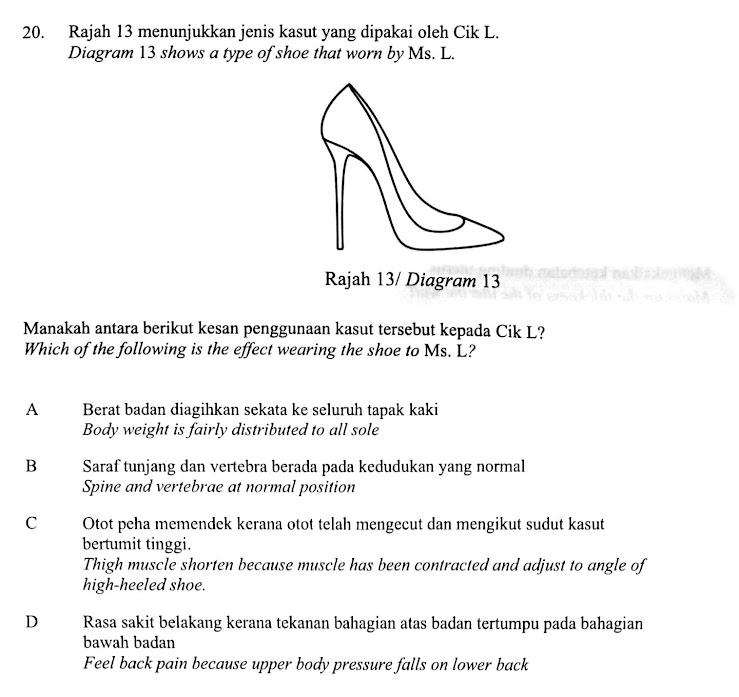 20. Rajah 13 menunjukkan jenis kasut yang dipakai oleh Cik L.
Diagram 13 shows a type of shoe that worn by Ms. L.
Rajah 13/ Diagram 13
Manakah antara berikut kesan penggunaan kasut tersebut kepada Cik L?
Which of the following is the effect wearing the shoe to Ms. L?
A Berat badan diagihkan sekata ke seluruh tapak kaki
Body weight is fairly distributed to all sole
B Saraf tunjang dan vertebra berada pada kedudukan yang normal
Spine and vertebrae at normal position
C Otot peha memendek kerana otot telah mengecut dan mengikut sudut kasut
bertumit tinggi.
Thigh muscle shorten because muscle has been contracted and adjust to angle of
high-heeled shoe.
D Rasa sakit belakang kerana tekanan bahagian atas badan tertumpu pada bahagian
bawah badan
Feel back pain because upper body pressure falls on lower back